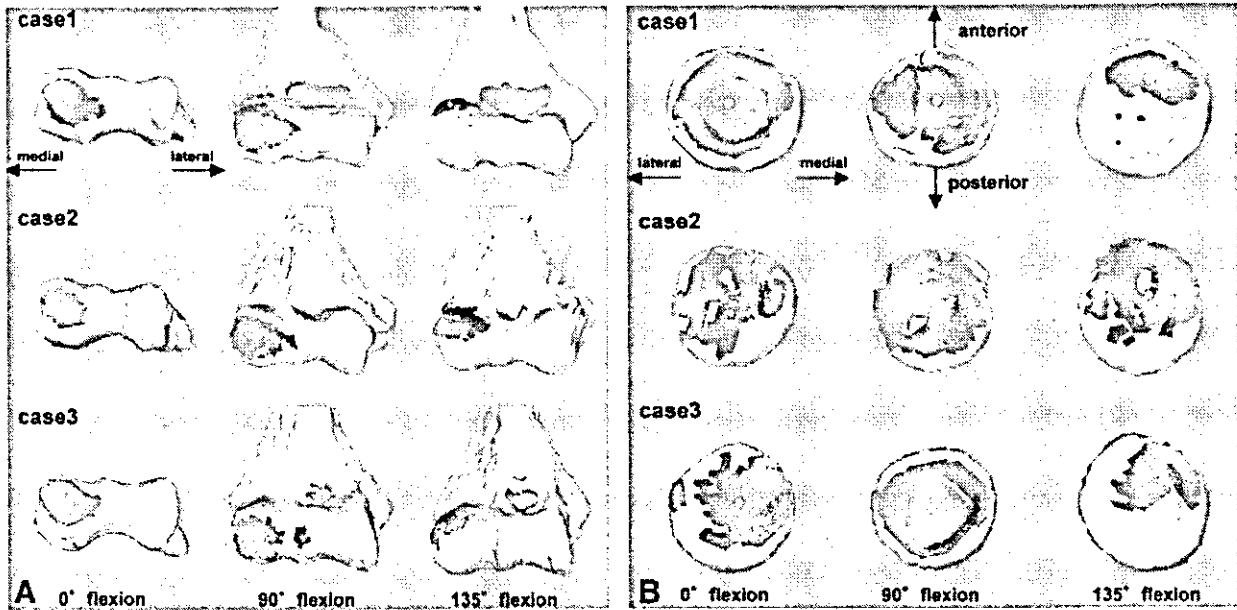 case1
medial
lateral
case2
case3
A
0° flexion
90° flexion
135° flexion
case1
anterior
lateral
medial
posterior
case2
case3
B
0° flexion
90° flexion
135° flexion